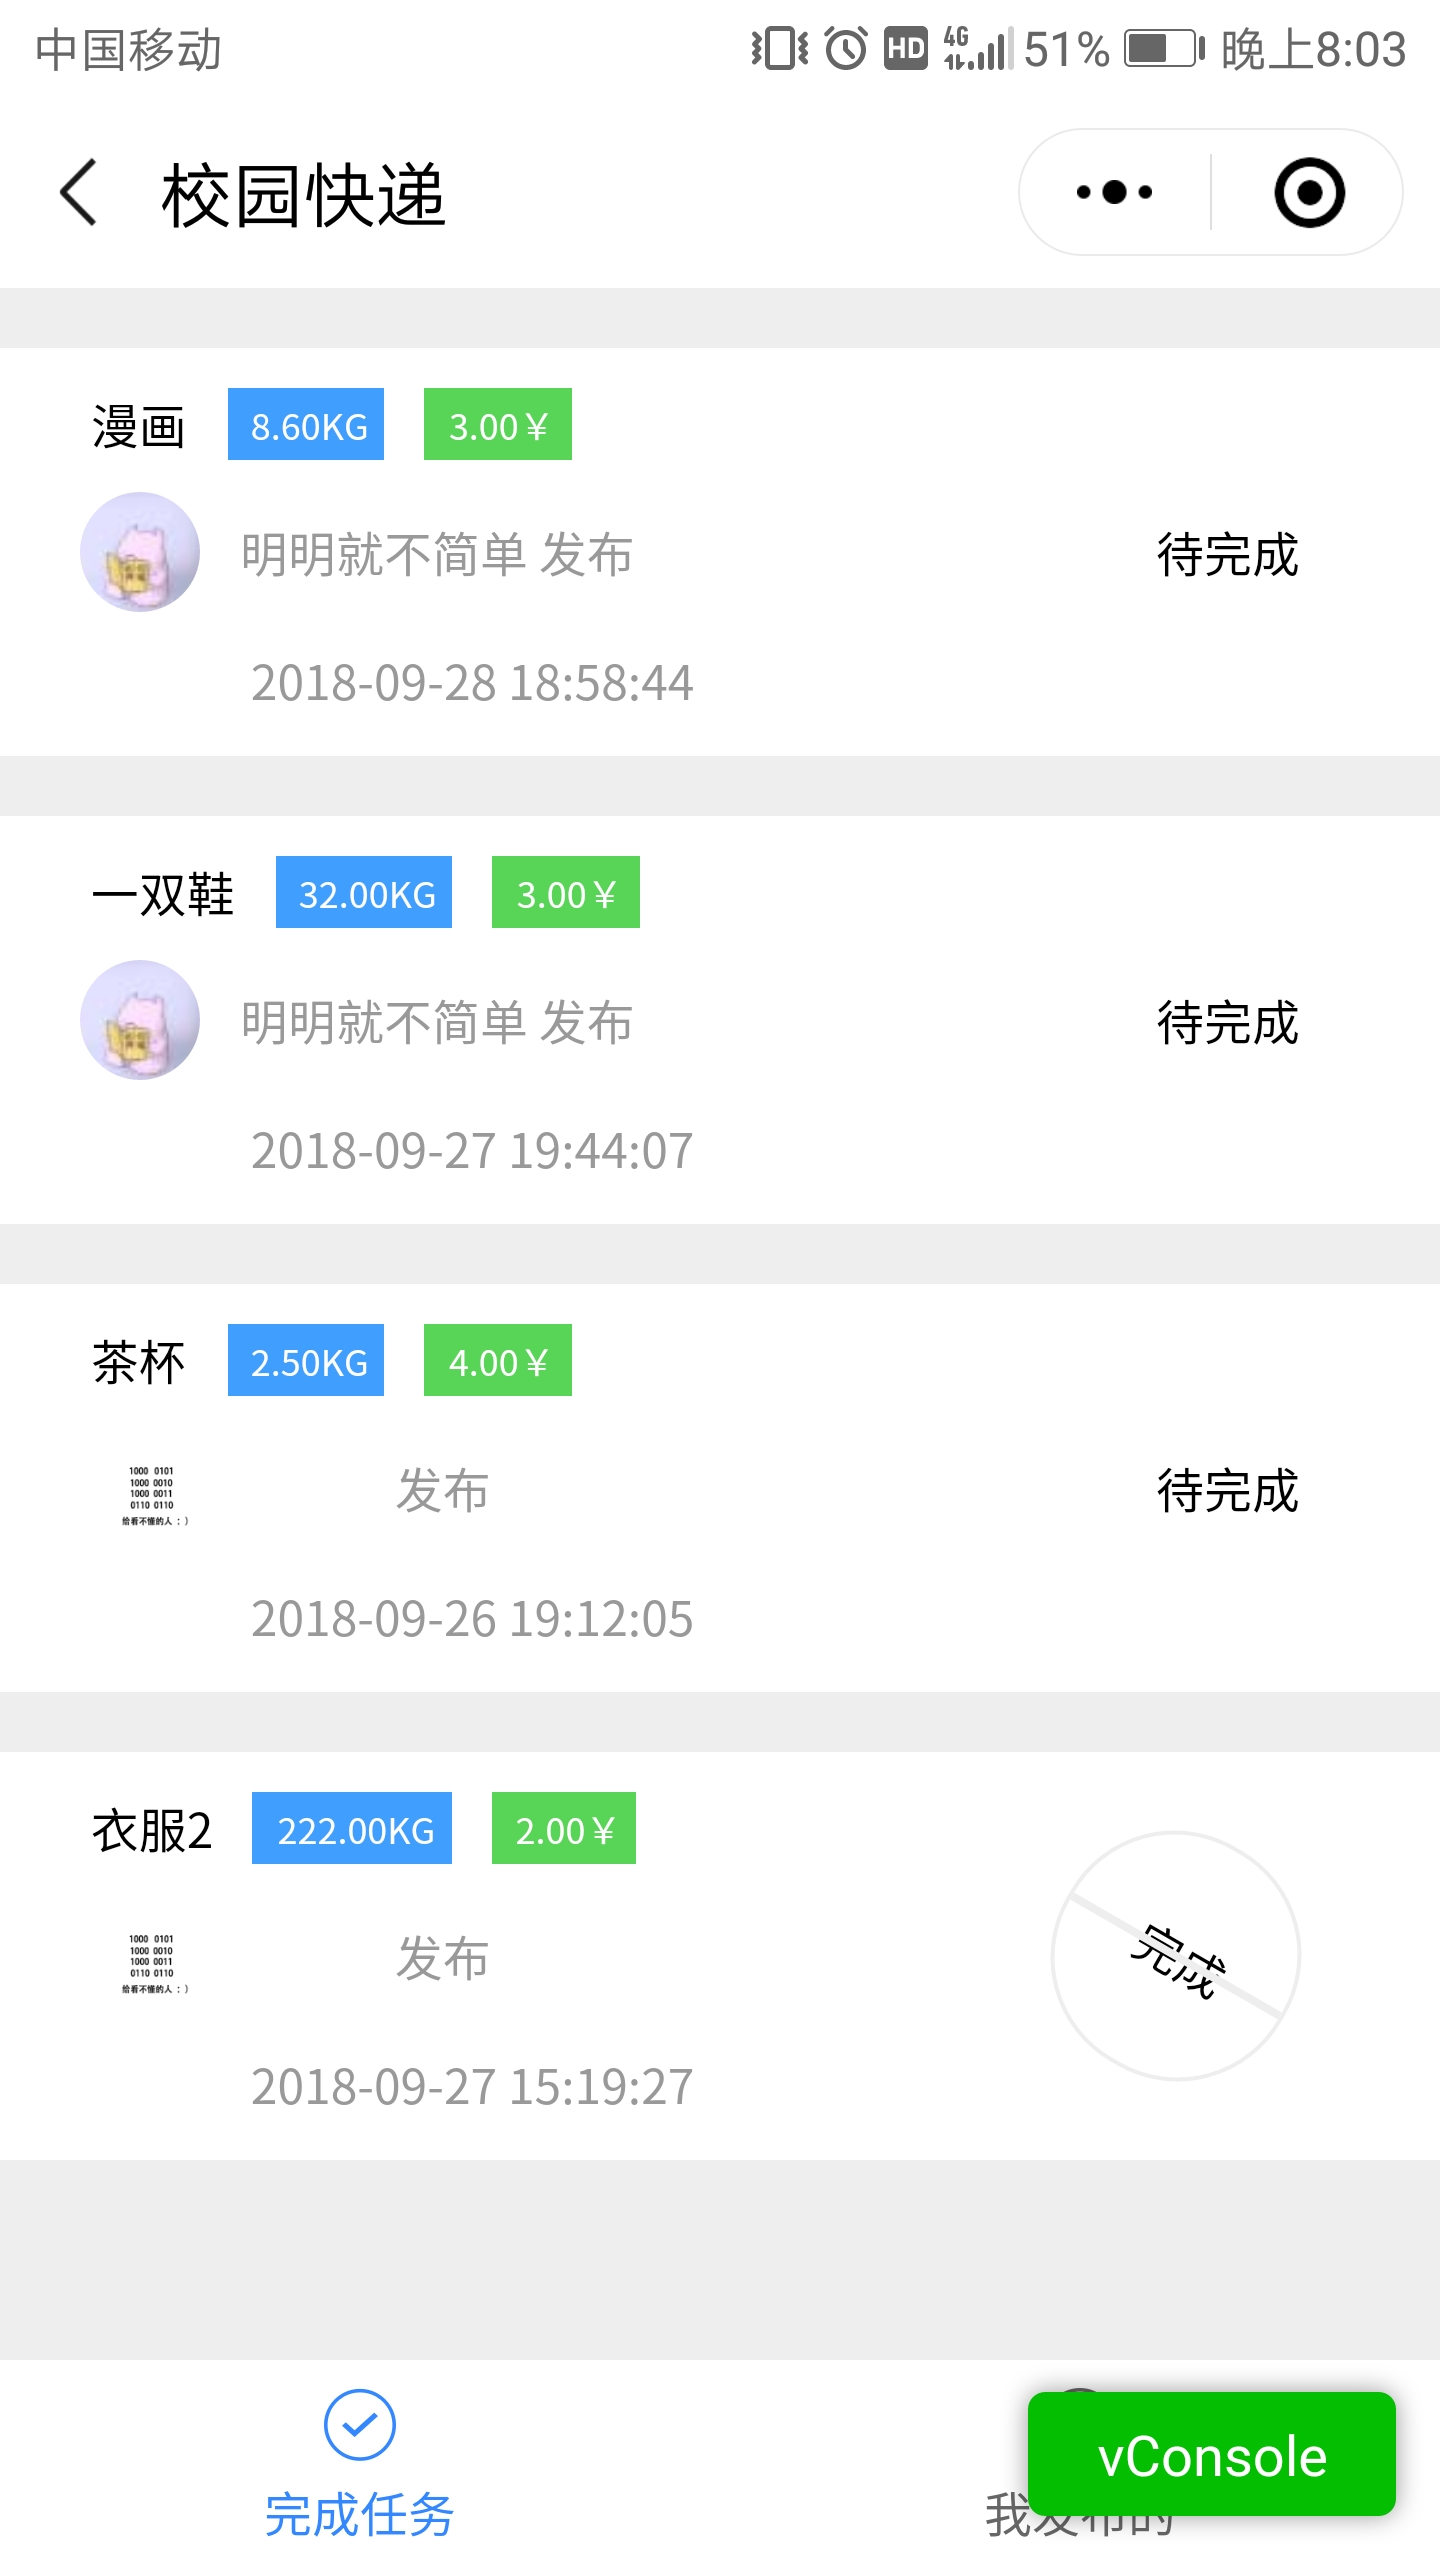 中国移动 HD 4G 51% 晚上8:03
校园快递
漫画 8.60KG 3.00¥
明明就不简单 发布 待完成
2018-09-28 18:58:44
一双鞋 32.00KG 3.00¥
明明就不简单 发布 待完成
2018-09-27 19:44:07
茶杯 2.50KG 4.00¥
1000 0101
1000 0010
1000 0011
0110 0110
给看不懂的人 : )
发布 待完成
2018-09-26 19:12:05
衣服2 222.00KG 2.00¥
1000 0101
1000 0010
1000 0011
0110 0110
给看不懂的人 : )
发布 完成
2018-09-27 15:19:27
vConsole
完成任务 我发布的